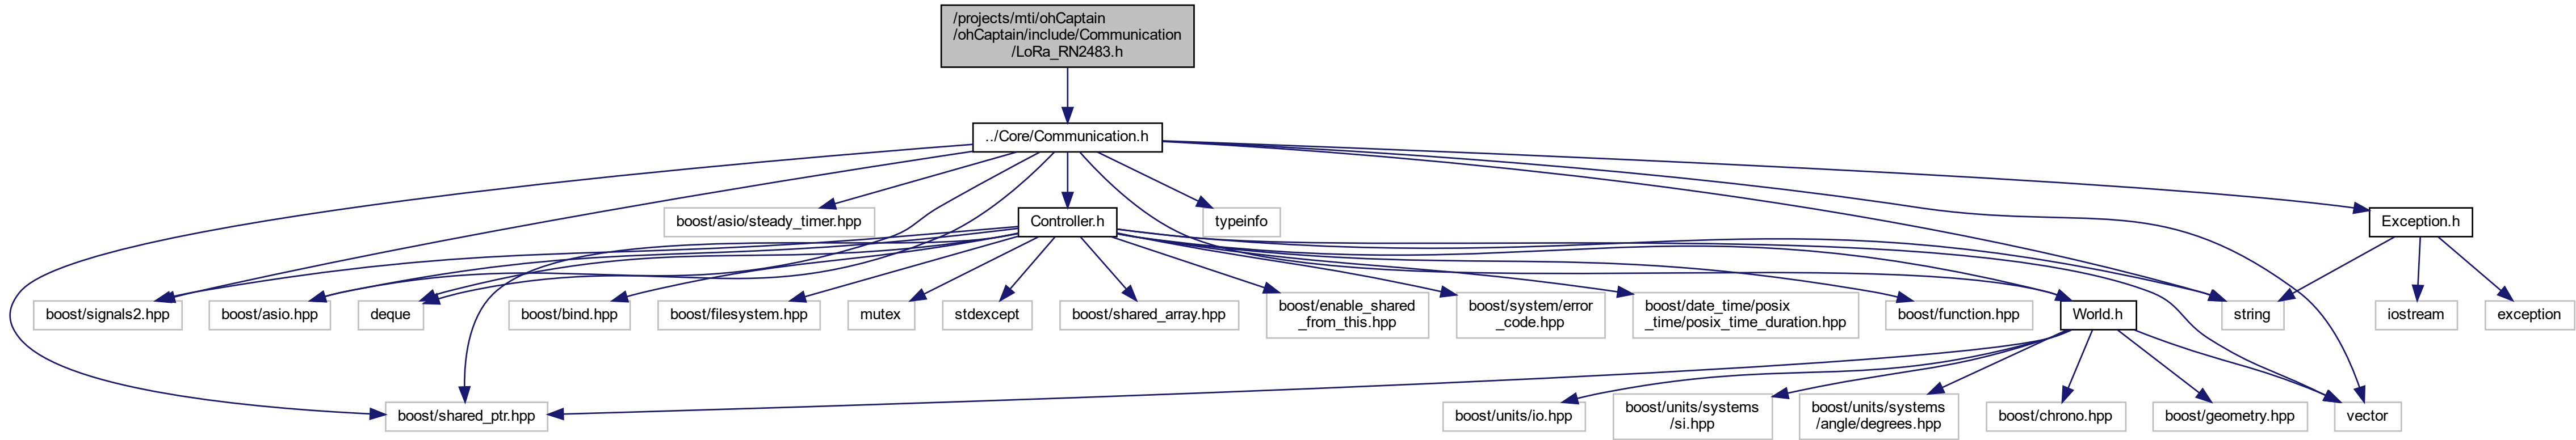 /projects/mti/ohCaptain
/ohCaptain/include/Communication
/LoRa_RN2483.h
../Core/Communication.h
boost/asio/steady_timer.hpp
Controller.h
typeinfo
Exception.h
boost/signals2.hpp
boost/asio.hpp
deque
boost/bind.hpp
boost/filesystem.hpp
mutex
stdexcept
boost/shared_array.hpp
boost/enable_shared
_from_this.hpp
boost/system/error
_code.hpp
boost/date_time/posix
_time/posix_time_duration.hpp
boost/function.hpp
World.h
string
iostream
exception
boost/shared_ptr.hpp
boost/units/io.hpp
boost/units/systems
/si.hpp
boost/units/systems
/angle/degrees.hpp
boost/chrono.hpp
boost/geometry.hpp
vector